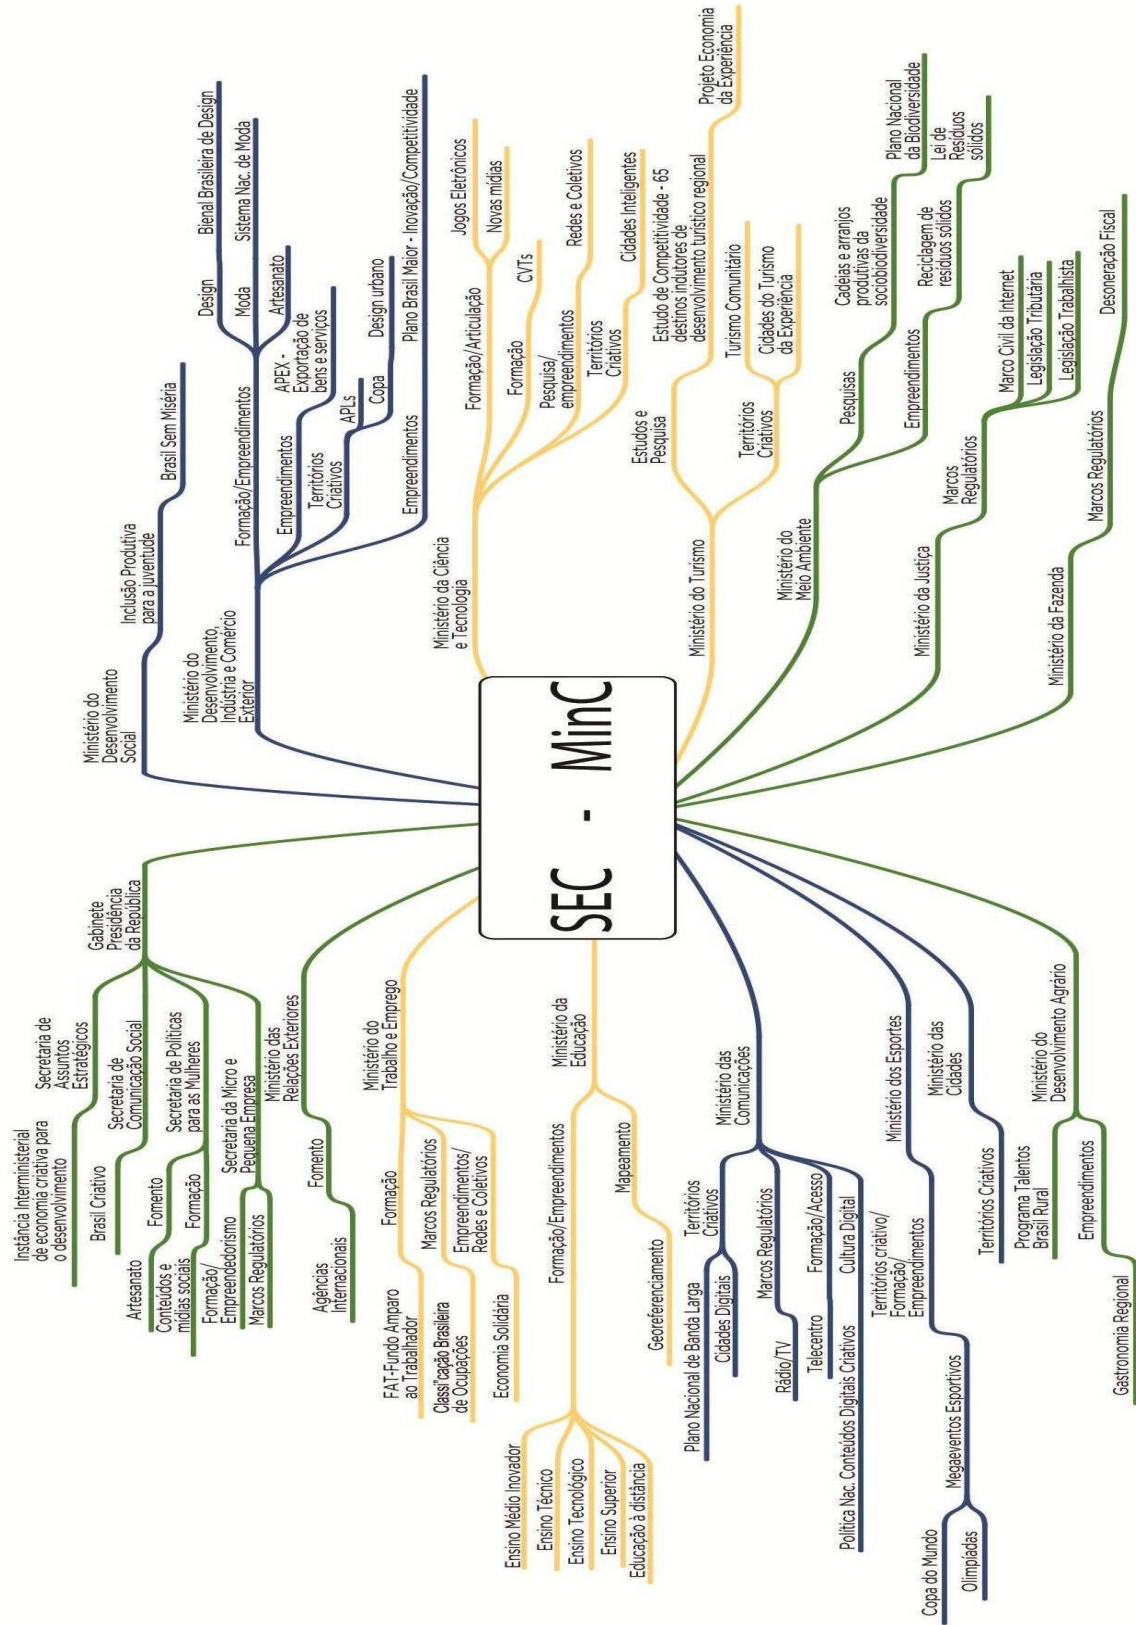 SEC - MinC
Gabinete
Presidência
da República
Secretaria de
Assuntos
Estratégicos
Instância Interministerial
de economia criativa para
o desenvolvimento
Secretaria de
Comunicação Social
Brasil Criativo
Secretaria de Políticas
para as Mulheres
Fomento
Artesanato
Formação
Conteúdos e
mídias sociais
Secretaria da Micro e
Pequena Empresa
Formação/
Empreendedorismo
Marcos Regulatórios
Ministério das
Relações Exteriores
Fomento
Agências
Internacionais
Ministério do
Trabalho e Emprego
Formação
FAT-Fundo Amparo
ao Trabalhador
Marcos Regulatórios
Classi"cação Brasileira
de Ocupações
Empreendimentos/
Redes e Coletivos
Economia Solidária
Ministério da
Educação
Formação/Empreendimentos
Ensino Médio Inovador
Ensino Técnico
Ensino Tecnológico
Ensino Superior
Educação à distância
Mapeamento
Georeferenciamento
Ministério das
Comunicações
Territórios
Criativos
Plano Nacional de Banda Larga
Cidades Digitais
Marcos Regulatórios
Rádio/TV
Formação/Acesso
Telecentro
Cultura Digital
Política Nac. Conteúdos Digitais Criativos
Ministério dos Esportes
Territórios criativo/
Formação/
Empreendimentos
Megaeventos Esportivos
Copa do Mundo
Olimpíadas
Ministério das
Cidades
Territórios Criativos
Ministério do
Desenvolvimento Agrário
Programa Talentos
Brasil Rural
Empreendimentos
Gastronomia Regional
Ministério do
Desenvolvimento
Social
Inclusão Produtiva
para a juventude
Brasil Sem Miséria
Ministério do
Desenvolvimento,
Indústria e Comércio
Exterior
Formação/Empreendimentos
Design
Bienal Brasileira de Design
Moda
Sistema Nac. de Moda
Artesanato
Empreendimentos
APEX -
Exportação de
bens e serviços
Territórios
Criativos
APLs
Copa
Design urbano
Empreendimentos
Plano Brasil Maior - Inovação/Competitividade
Ministério da Ciência
e Tecnologia
Formação/Articulação
Jogos Eletrônicos
Novas mídias
Formação
CVTs
Pesquisa/
empreendimentos
Redes e Coletivos
Territórios
Criativos
Cidades Inteligentes
Ministério do Turismo
Estudos e
Pesquisa
Estudo de Competitividade - 65
destinos indutores de
desenvolvimento turístico regional
Projeto Economia
da Experiência
Territórios
Criativos
Turismo Comunitário
Cidades do Turismo
da Experiência
Ministério do
Meio Ambiente
Pesquisas
Cadeias e arranjos
produtivas da
sociobiodiversidade
Plano Nacional
da Biodiversidade
Empreendimentos
Reciclagem de
resíduos sólidos
Lei de
Resíduos
sólidos
Ministério da Justiça
Marcos
Regulatórios
Marco Civil da Internet
Legislação Tributária
Legislação Trabalhista
Ministério da Fazenda
Marcos Regulatórios
Desoneração Fiscal